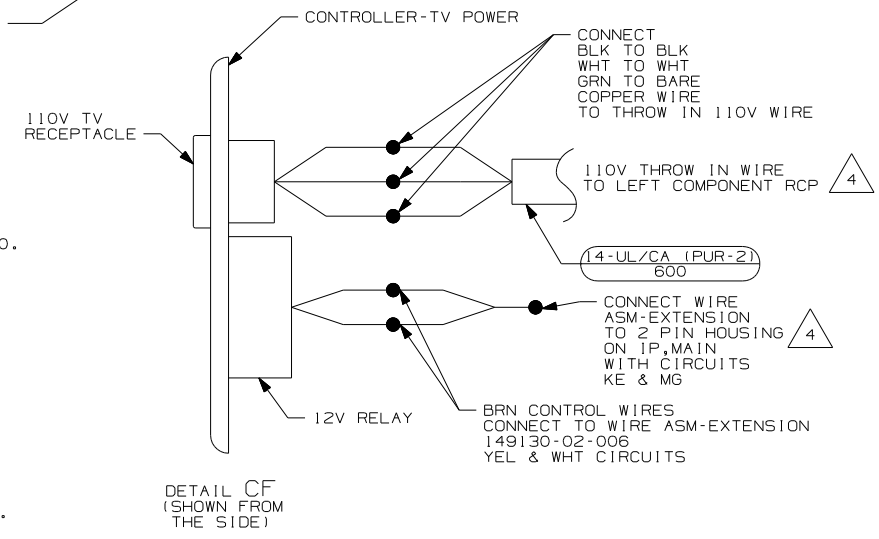 CONTROLLER-TV POWER
CONNECT
BLK TO BLK
WHT TO WHT
GRN TO BARE
COPPER WIRE
TO THROW IN 110V WIRE
110V TV
RECEPTACLE
110V THROW IN WIRE
TO LEFT COMPONENT RCP
4
O.
14-UL/CA (PUR-2)
600
CONNECT WIRE
ASM-EXTENSION
TO 2 PIN HOUSING
ON IP,MAIN
WITH CIRCUITS
KE & MG
4
12V RELAY
BRN CONTROL WIRES
CONNECT TO WIRE ASM-EXTENSION
149130-02-006
YEL & WHT CIRCUITS
DETAIL CF
(SHOWN FROM
THE SIDE)
.